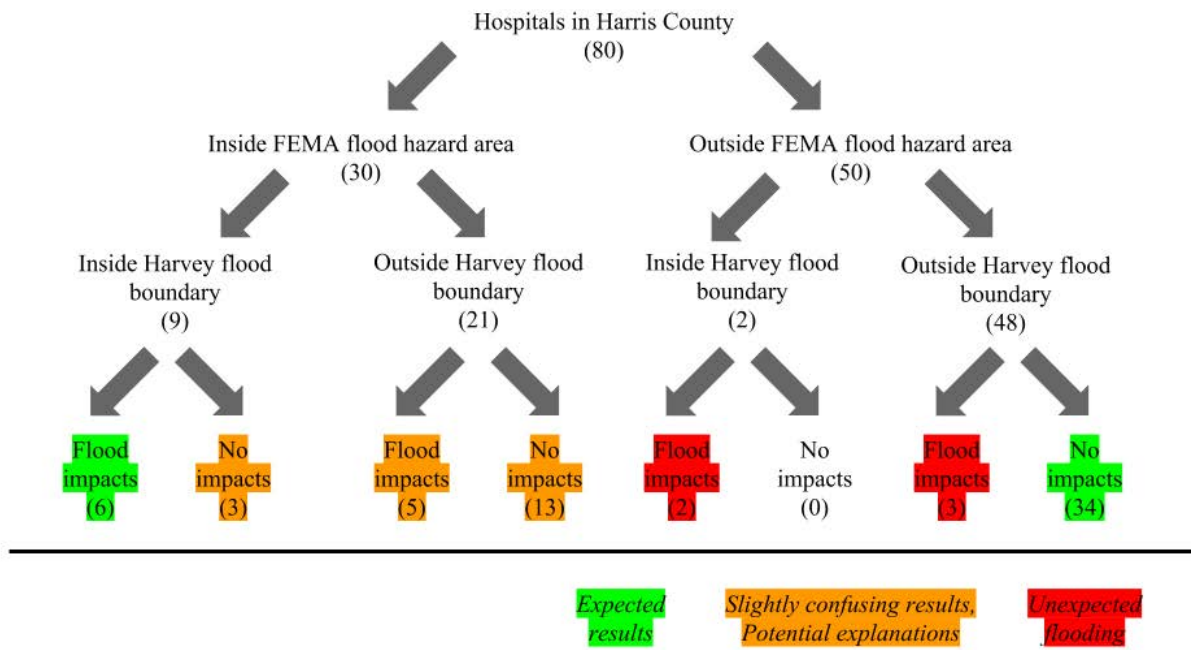 Hospitals in Harris County
(80)
Inside FEMA flood hazard area
(30)
Outside FEMA flood hazard area
(50)
Inside Harvey flood
boundary
(9)
Outside Harvey flood
boundary
(21)
Inside Harvey flood
boundary
(2)
Outside Harvey flood
boundary
(48)
Flood
impacts
(6)
No
impacts
(3)
Flood
impacts
(5)
No
impacts
(13)
Flood
impacts
(2)
No
impacts
(0)
Flood
impacts
(3)
No
impacts
(34)
Expected
results
Slightly confusing results,
Potential explanations
Unexpected
flooding